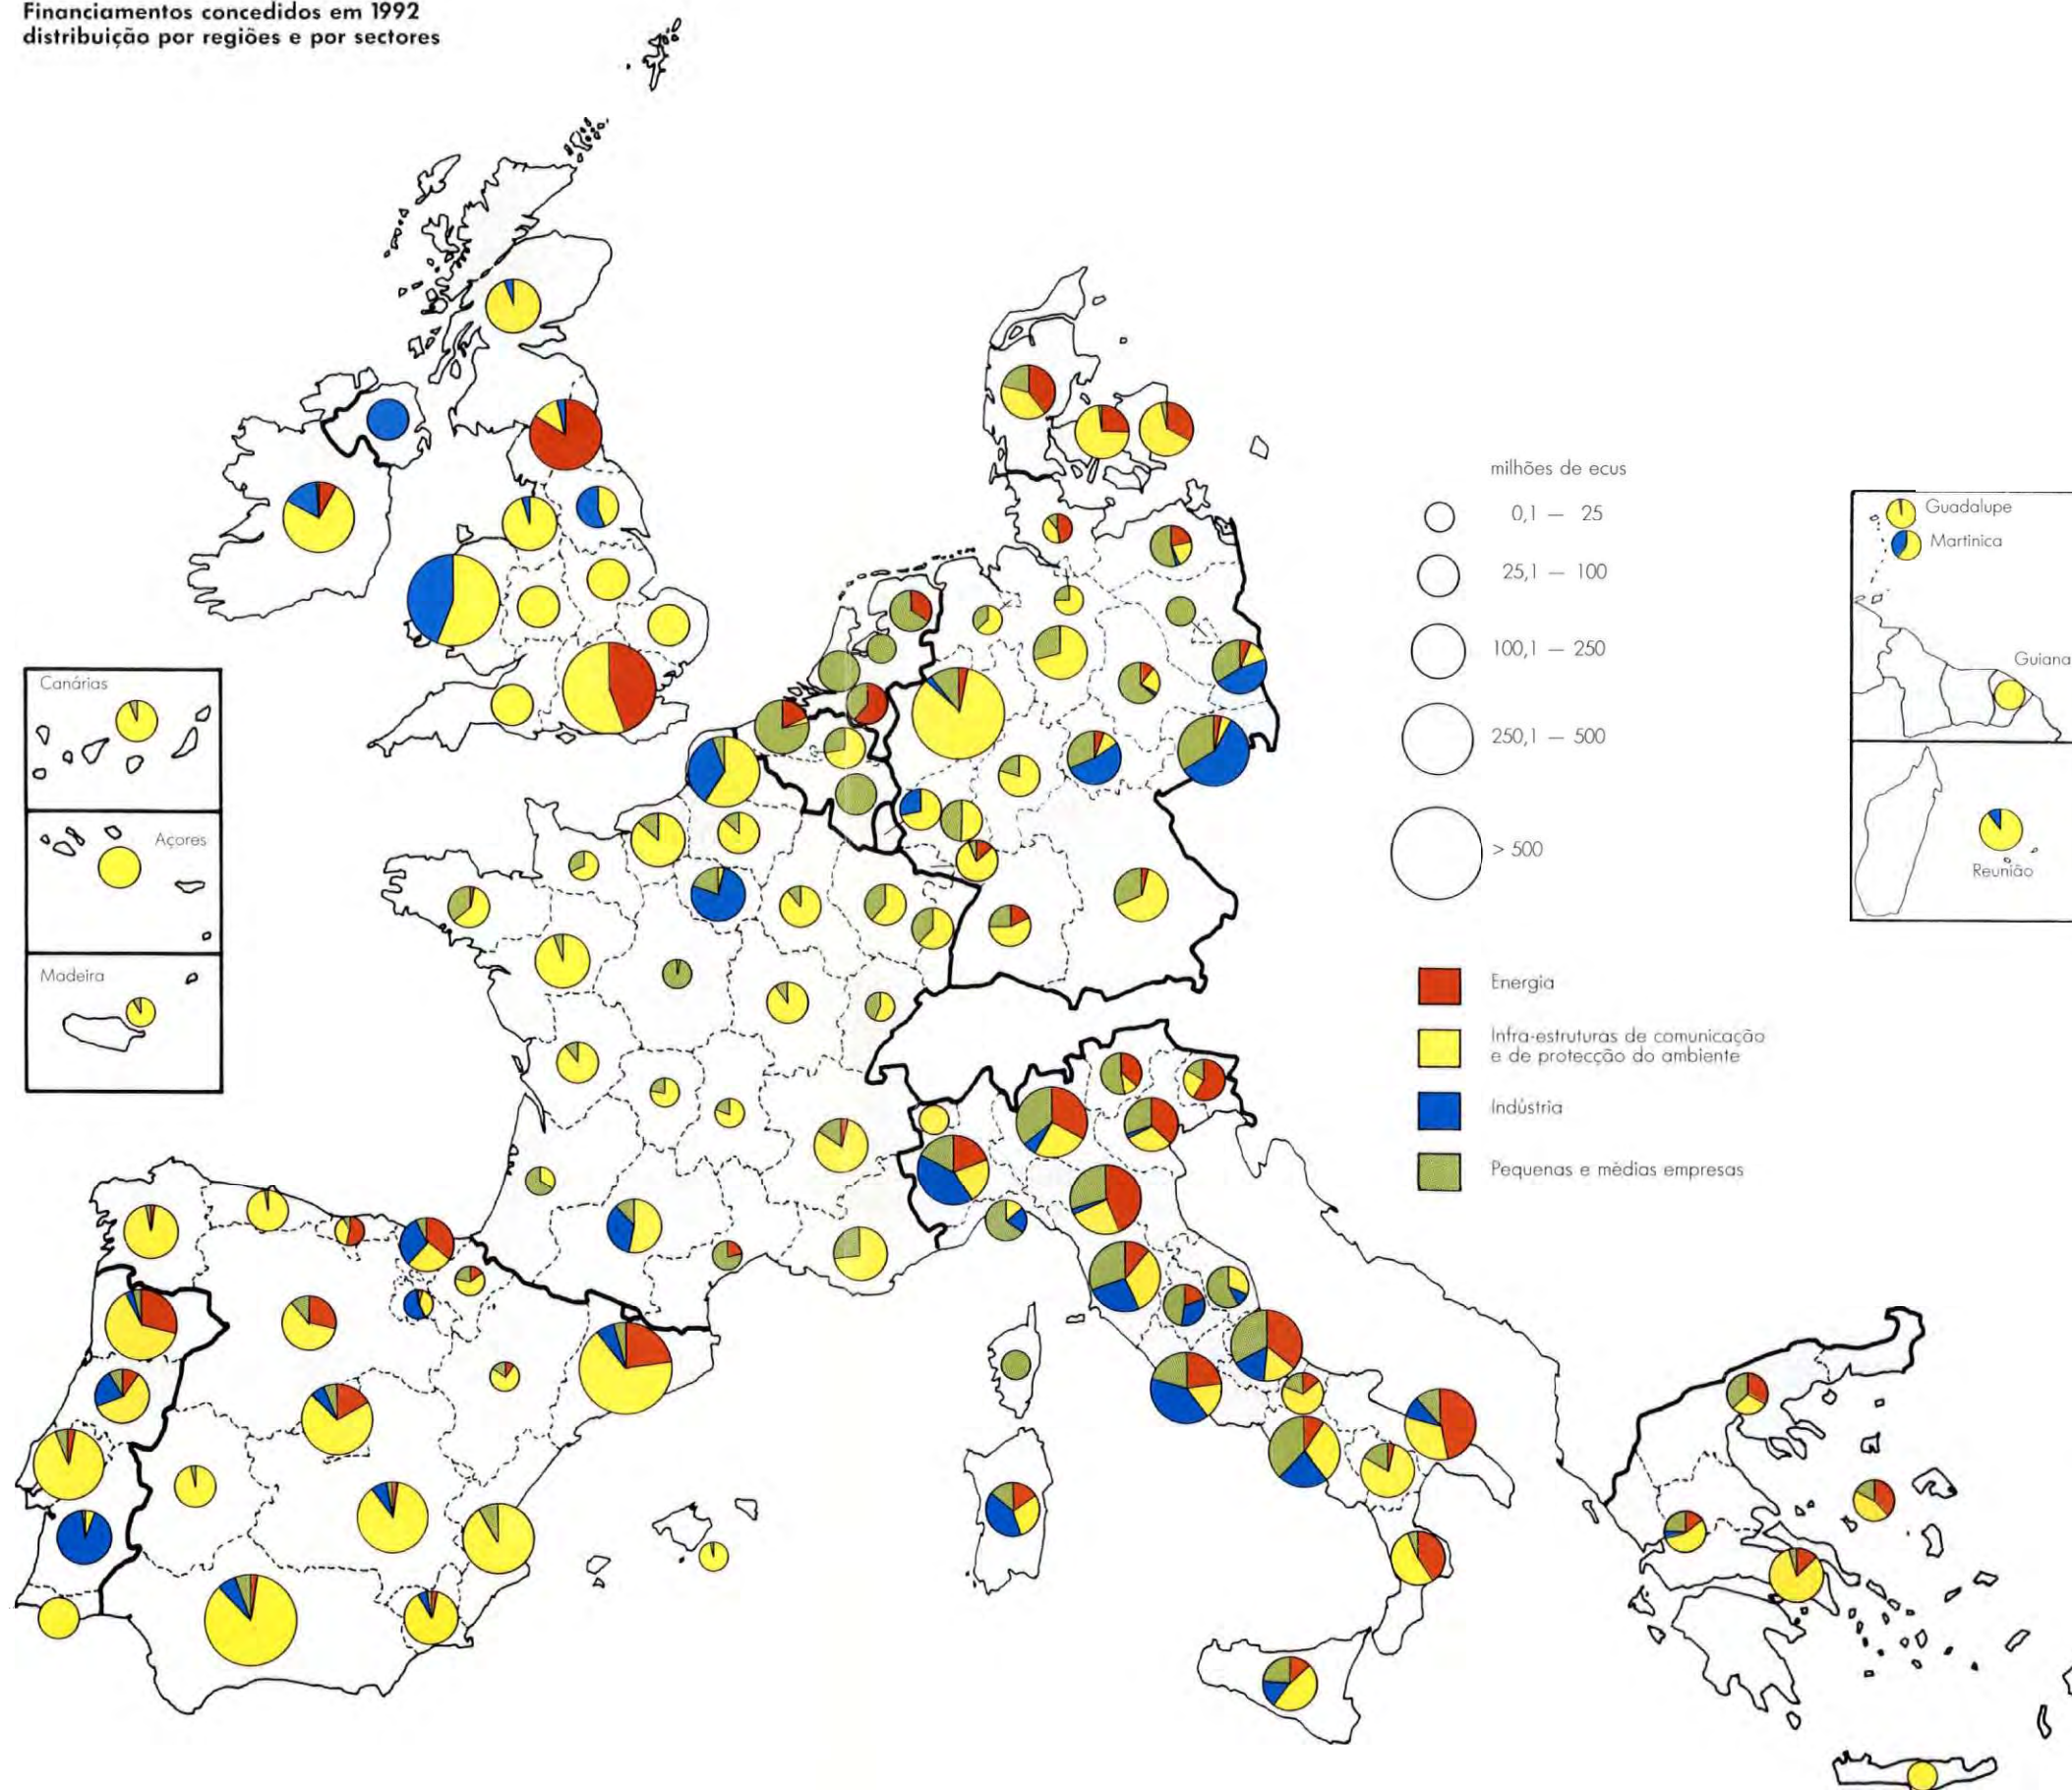 Financiamentos concedidos em 1992
distribuição por regiões e por sectores
milhões de ecus
0,1 — 25
25,1 — 100
100,1 — 250
250,1 — 500
> 500
Energia
Infra-estruturas de comunicação
e de protecção do ambiente
Indústria
Pequenas e médias empresas
Canárias
Açores
Madeira
Guadalupe
Martinica
Guiana
Reunião